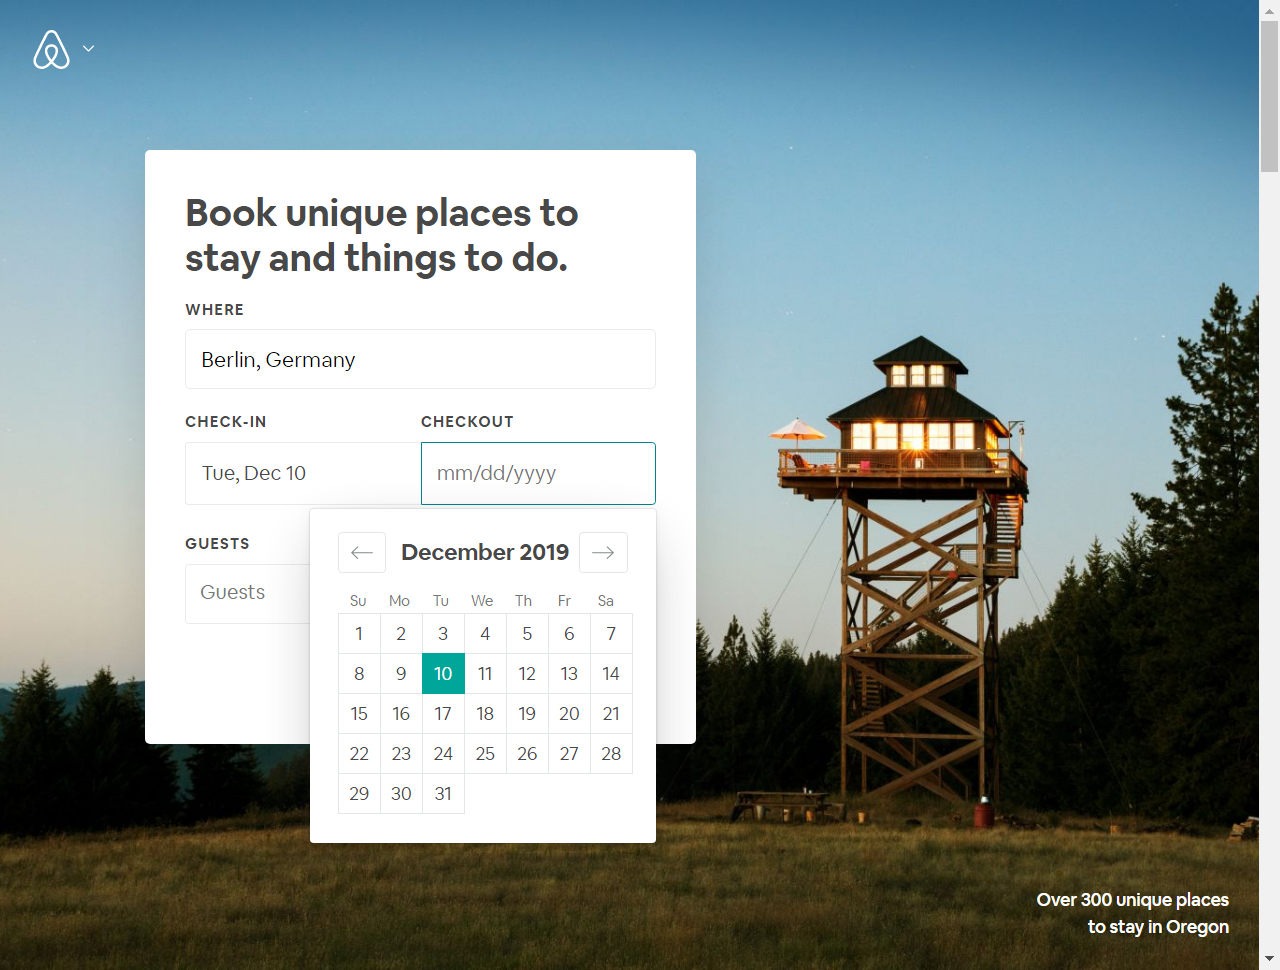 Book unique places to
stay and things to do.
WHERE
Berlin, Germany
CHECK-IN
CHECKOUT
Tue, Dec 10
mm/dd/yyyy
GUESTS
Guests
December 2019
Su Mo Tu We Th Fr Sa
1 2 3 4 5 6 7
8 9 10 11 12 13 14
15 16 17 18 19 20 21
22 23 24 25 26 27 28
29 30 31
Over 300 unique places
to stay in Oregon